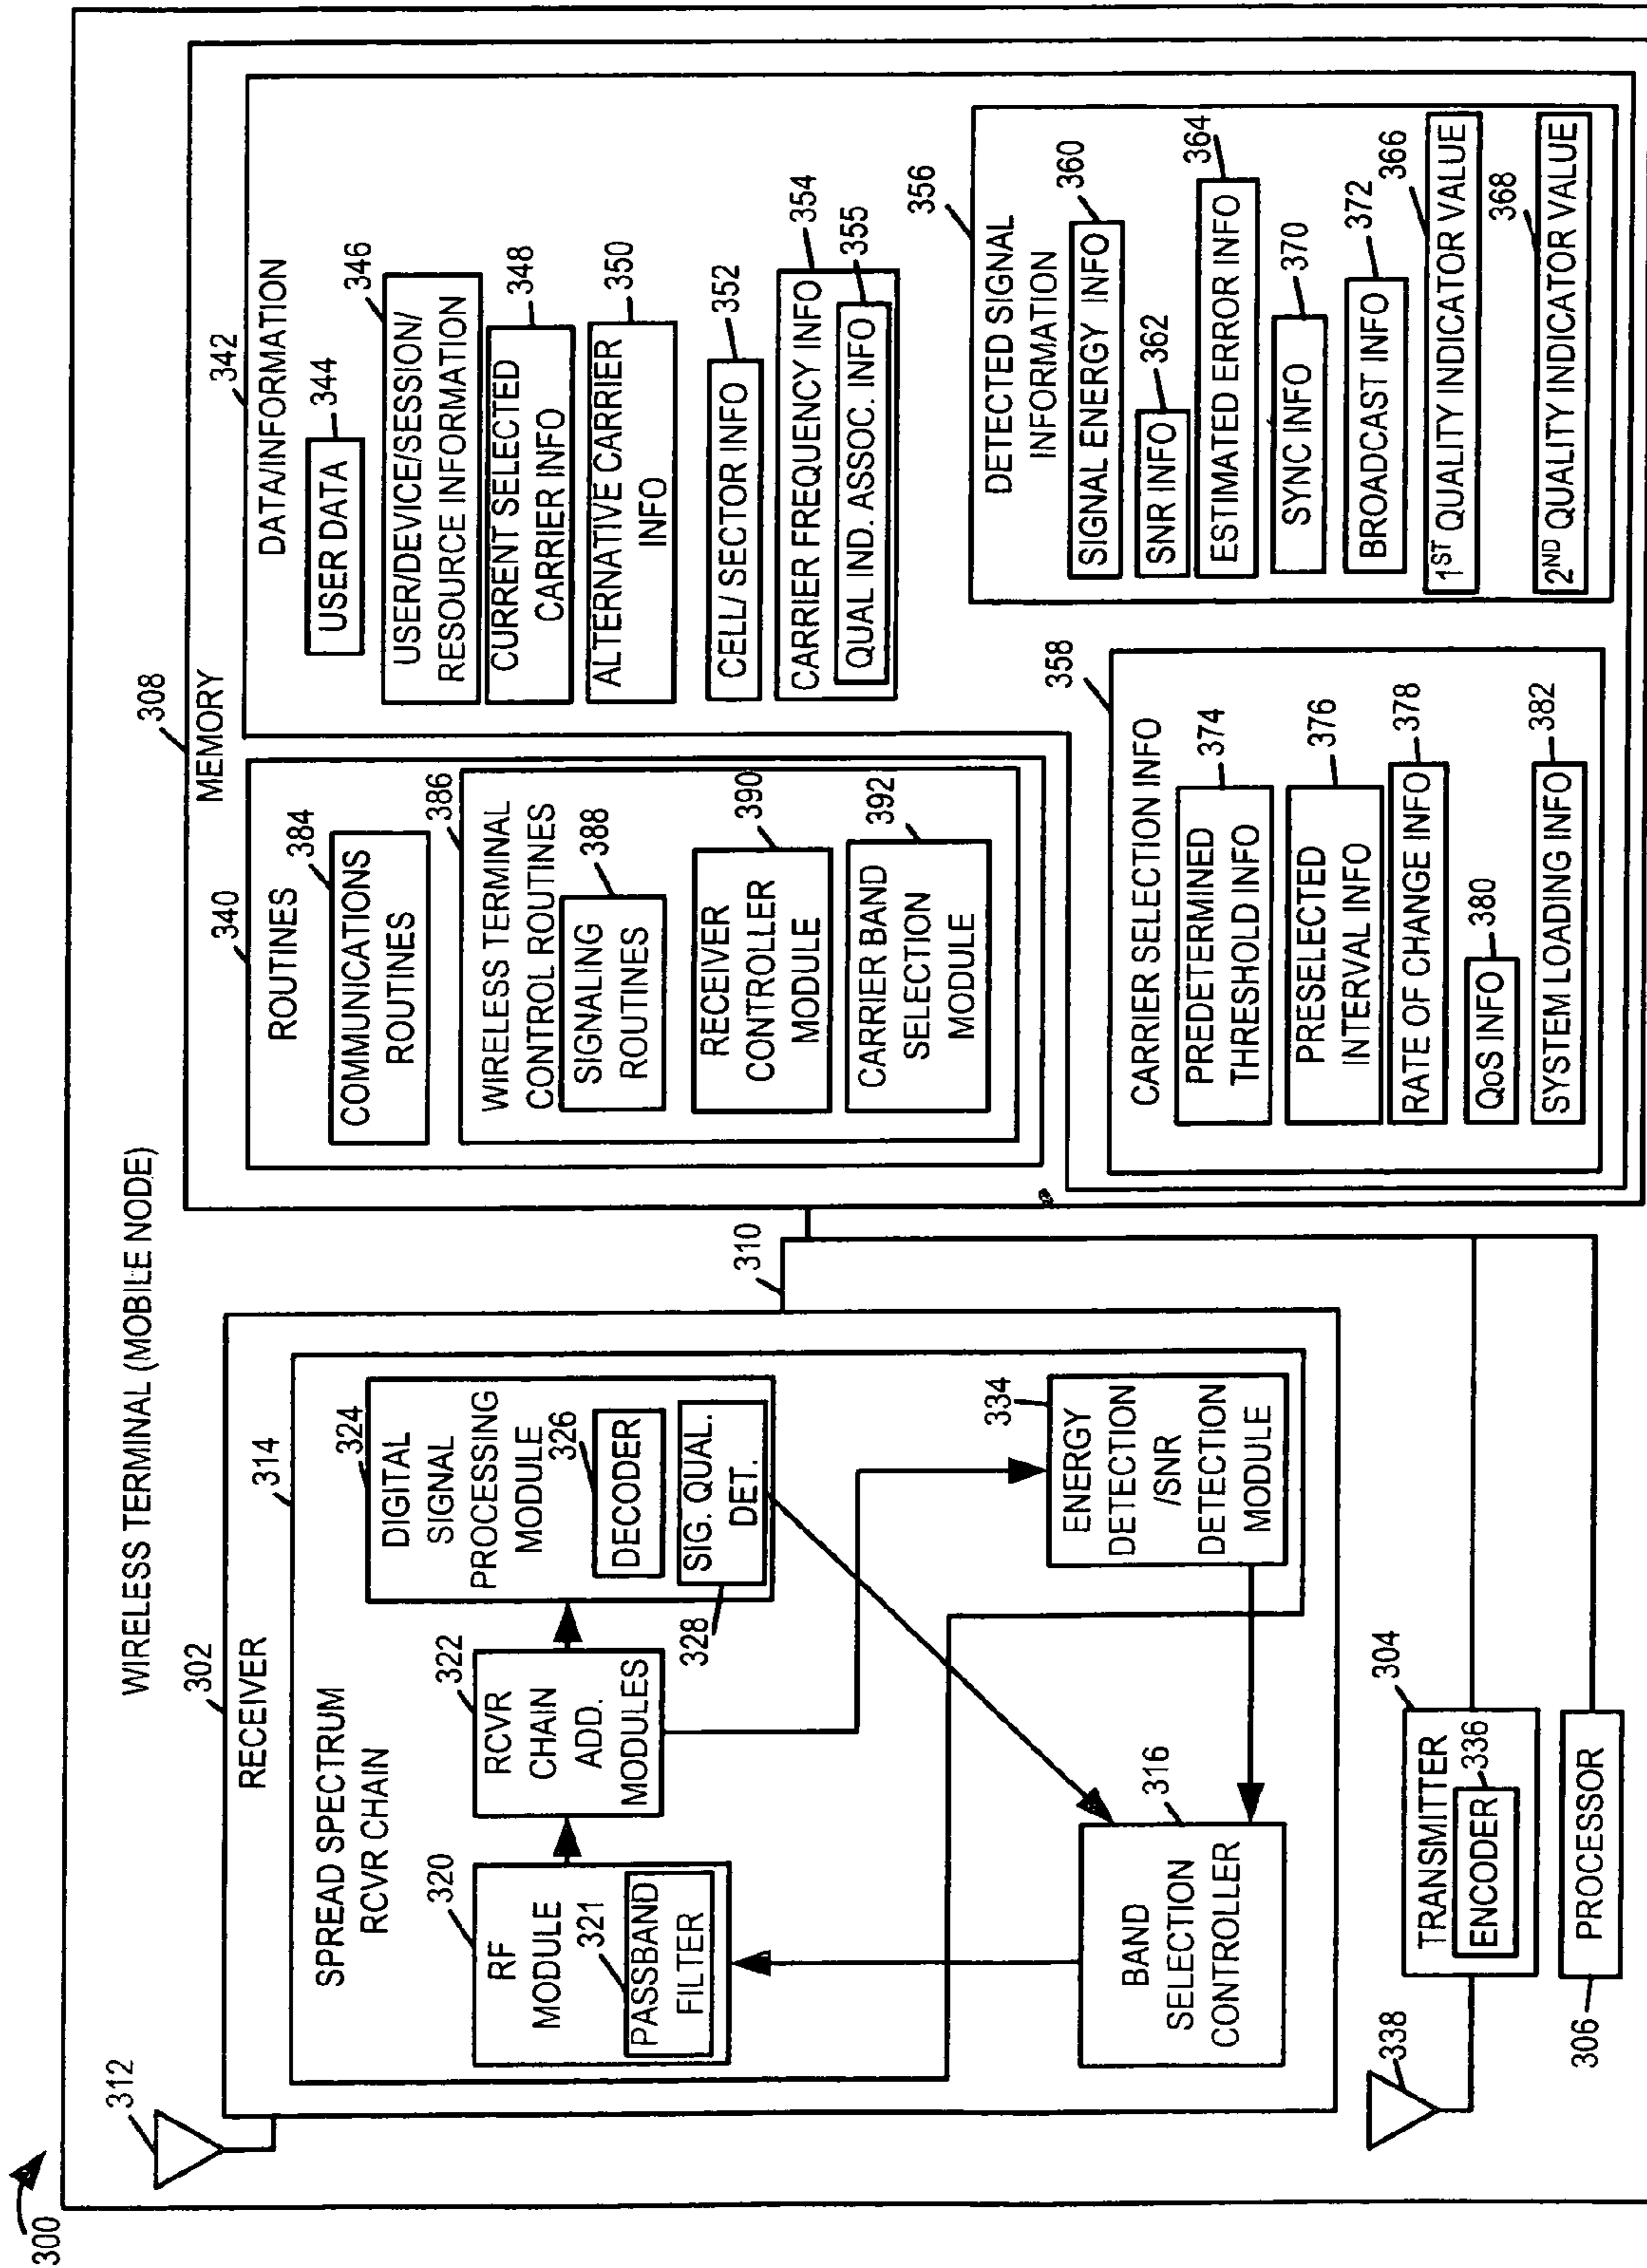 300
WIRELESS TERMINAL (MOBILE NODE)
312
302
RECEIVER
314
SPREAD SPECTRUM
RCVR CHAIN
320
RF
MODULE
321
PASSBAND
FILTER
322
RCVR
CHAIN
ADD.
MODULES
324
DIGITAL
SIGNAL
PROCESSING
MODULE
326
DECODER
SIG. QUAL.
DET.
328
334
ENERGY
DETECTION
/SNR
DETECTION
MODULE
316
BAND
SELECTION
CONTROLLER
310
338
304
TRANSMITTER
336
ENCODER
PROCESSOR
306
308
MEMORY
340
ROUTINES
384
COMMUNICATIONS
ROUTINES
386
WIRELESS TERMINAL
CONTROL ROUTINES
388
SIGNALING
ROUTINES
390
RECEIVER
CONTROLLER
MODULE
392
CARRIER BAND
SELECTION
MODULE
342
DATA/INFORMATION
344
USER DATA
346
USER/DEVICE/SESSION/
RESOURCE INFORMATION
348
CURRENT SELECTED
CARRIER INFO
350
ALTERNATIVE CARRIER
INFO
352
CELL/ SECTOR INFO
354
CARRIER FREQUENCY INFO
355
QUAL IND. ASSOC. INFO
358
CARRIER SELECTION INFO
374
PREDETERMINED
THRESHOLD INFO
376
PRESELECTED
INTERVAL INFO
378
RATE OF CHANGE INFO
380
QoS INFO
382
SYSTEM LOADING INFO
356
DETECTED SIGNAL
INFORMATION
360
SIGNAL ENERGY INFO
362
SNR INFO
364
ESTIMATED ERROR INFO
370
SYNC INFO
372
BROADCAST INFO
366
1ST QUALITY INDICATOR VALUE
368
2ND QUALITY INDICATOR VALUE